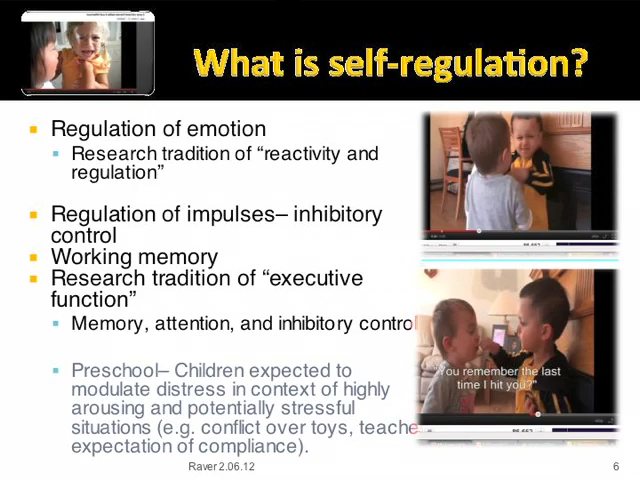 What is self-regulation?
Regulation of emotion
Research tradition of “reactivity and
regulation”
Regulation of impulses– inhibitory
control
Working memory
Research tradition of “executive
function”
Memory, attention, and inhibitory control
Preschool– Children expected to
modulate distress in context of highly
arousing and potentially stressful
situations (e.g. conflict over toys, teache
expectation of compliance).
"You remember the last
time I hit you?"
Raver 2.06.12
6